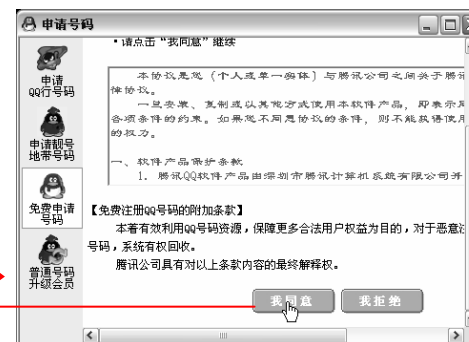 申请号码
申请
QQ行号码
申请靓号
地带号码
免费申请
号码
普通号码
升级会员
·请点击“我同意”继续
本协议是您（个人或单一实体）与腾讯公司之间关于腾讯
律协议。
一旦安装、复制或以其他方式使用本软件产品，即表示同
各项条件的约束。如果您不同意协议的条件，则不能获得使用
的权力。
一、软件产品保护条款
1. 腾讯QQ软件产品由深圳市腾讯计算机系统有限公司开
【免费注册QQ号码的附加条款】
本着有效利用QQ号码资源，保障更多合法用户权益为目的，对于恶意注
号码，系统有权回收。
腾讯公司具有对以上条款内容的最终解释权。
我同意
我拒绝